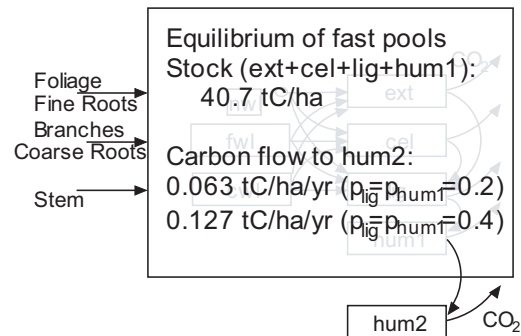 Equilibrium of fast pools
Stock (ext+cel+lig+hum1):
40.7 tC/ha
Carbon flow to hum2:
0.063 tC/ha/yr (plig=phum1=0.2)
0.127 tC/ha/yr (plig=phum1=0.4)
Foliage
Fine Roots
Branches
Coarse Roots
Stem
CO2
ext
fwl
cel
hum1
hum2
CO2